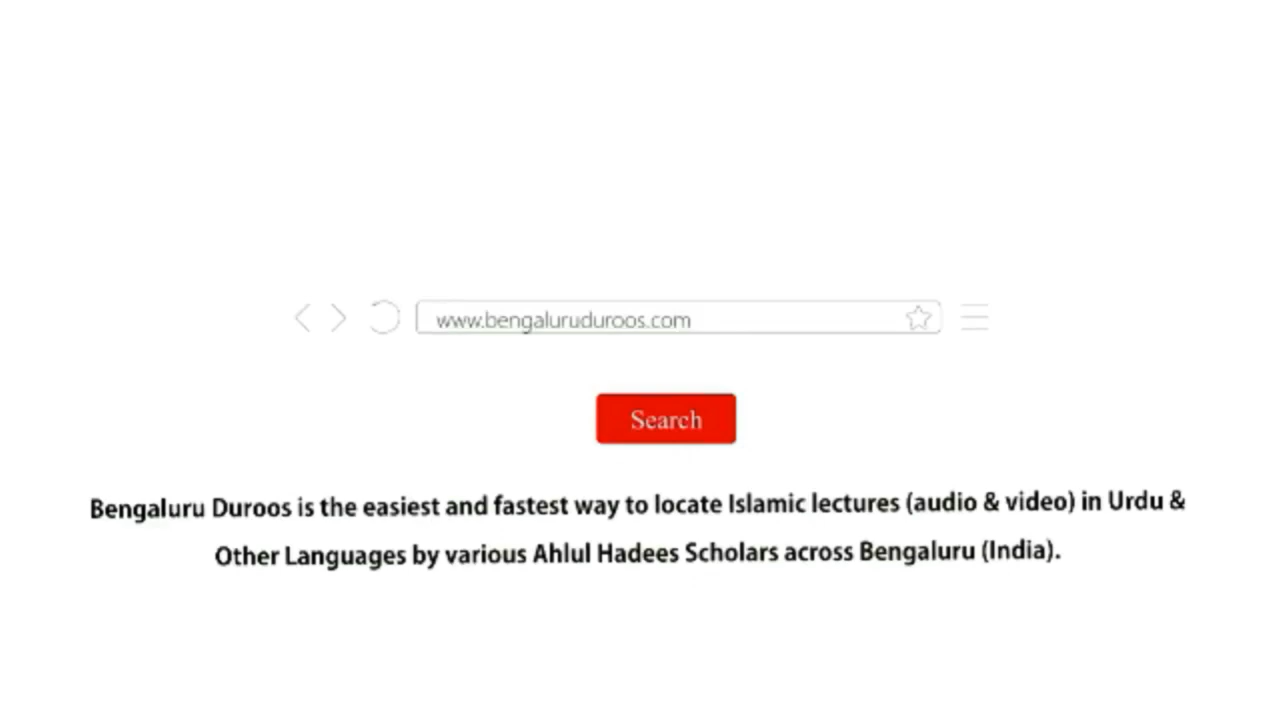 www.bengaluruduroos.com
Search
Bengaluru Duroos is the easiest and fastest way to locate Islamic lectures (audio & video) in Urdu &
Other Languages by various Ahlul Hadees Scholars across Bengaluru (India).